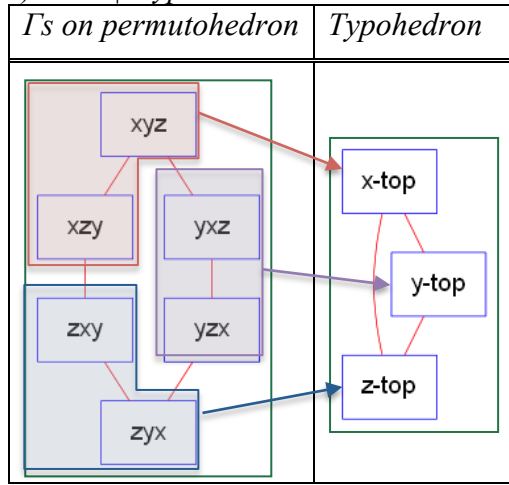 Γs on permutohedron
Typohedron
xyz
x-top
xzy
yxz
y-top
zxy
yzx
z-top
zyx